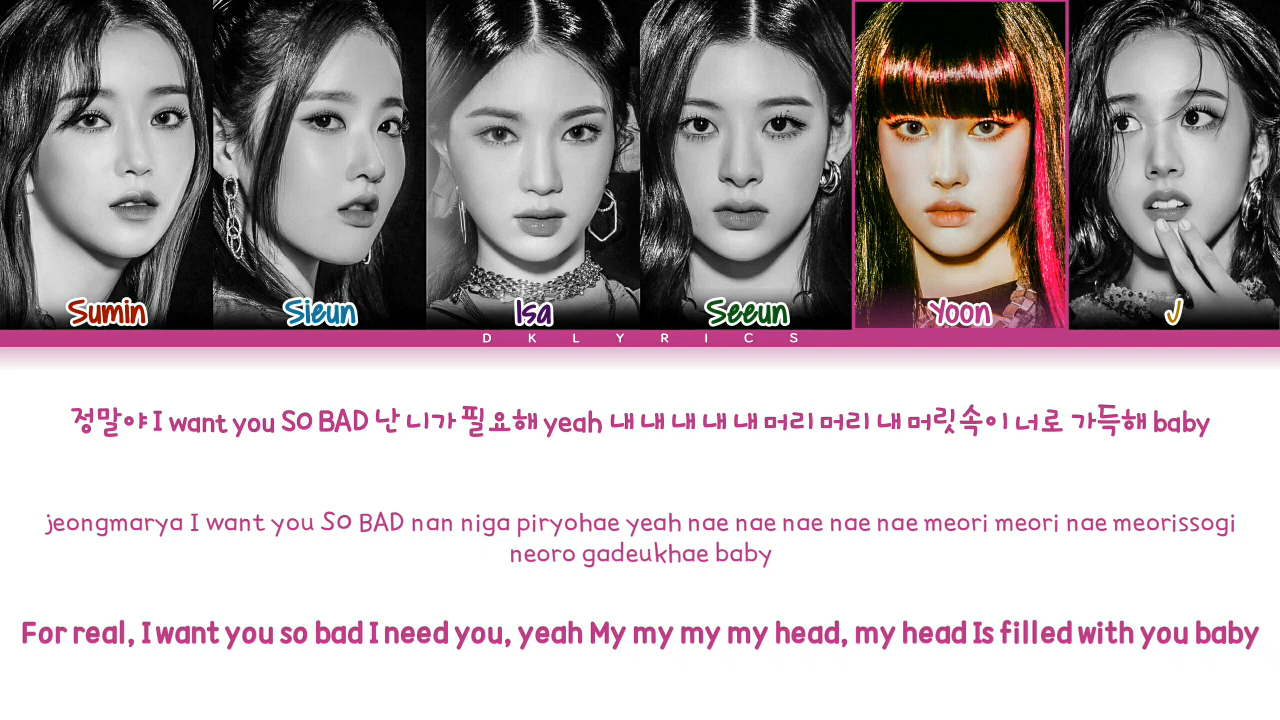 Sumin Sieun Isa Seeun Yoon J
DKLYRICS
정말야 I want you SO BAD 난 니가 필요해 yeah 내 내 내 내 내 머리 머리 내 머릿속이 너로 가득해 baby
jeongmarya I want you SO BAD nan niga piryohae yeah nae nae nae nae nae meori meori nae meorissogi
neoro gadeukhae baby
For real, I want you so bad I need you, yeah My my my my head, my head Is filled with you baby